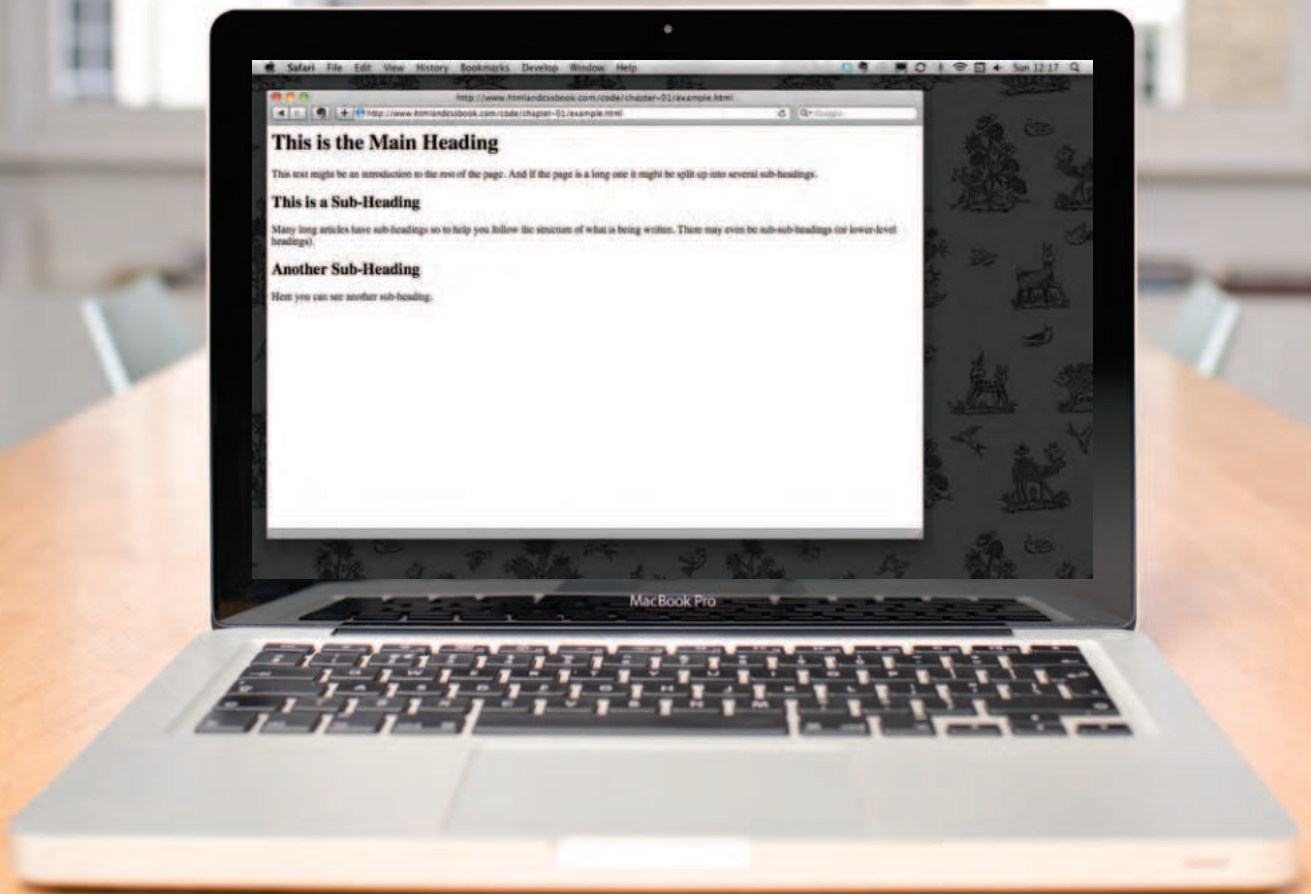 Safari File Edit View History Bookmarks Develop Window Help Sun 12:17
http://www.htmlandcssbook.com/code/chapter-01/example.html
http://www.htmlandcssbook.com/code/chapter-01/example.html Google
This is the Main Heading
This text might be an introduction to the rest of the page. And if the page is a long one it might be split up into several sub-headings.
This is a Sub-Heading
Many long articles have sub-headings so to help you follow the structure of what is being written. There may even be sub-sub-headings (or lower-level
headings).
Another Sub-Heading
Here you can see another sub-heading.
MacBook Pro